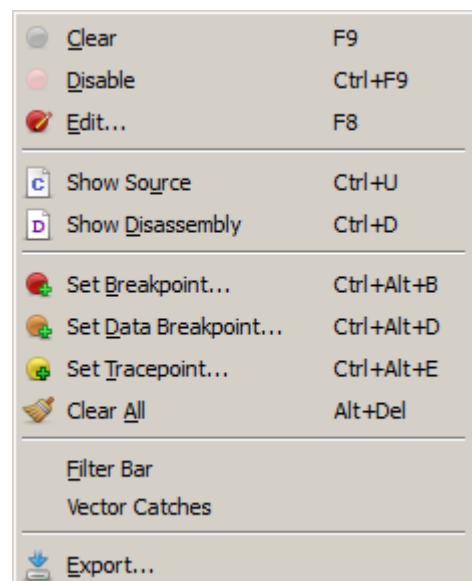 Clear F9
Disable Ctrl+F9
Edit... F8
C Show Source Ctrl+U
D Show Disassembly Ctrl+D
Set Breakpoint... Ctrl+Alt+B
Set Data Breakpoint... Ctrl+Alt+D
Set Tracepoint... Ctrl+Alt+E
Clear All Alt+Del
Filter Bar
Vector Catches
Export...